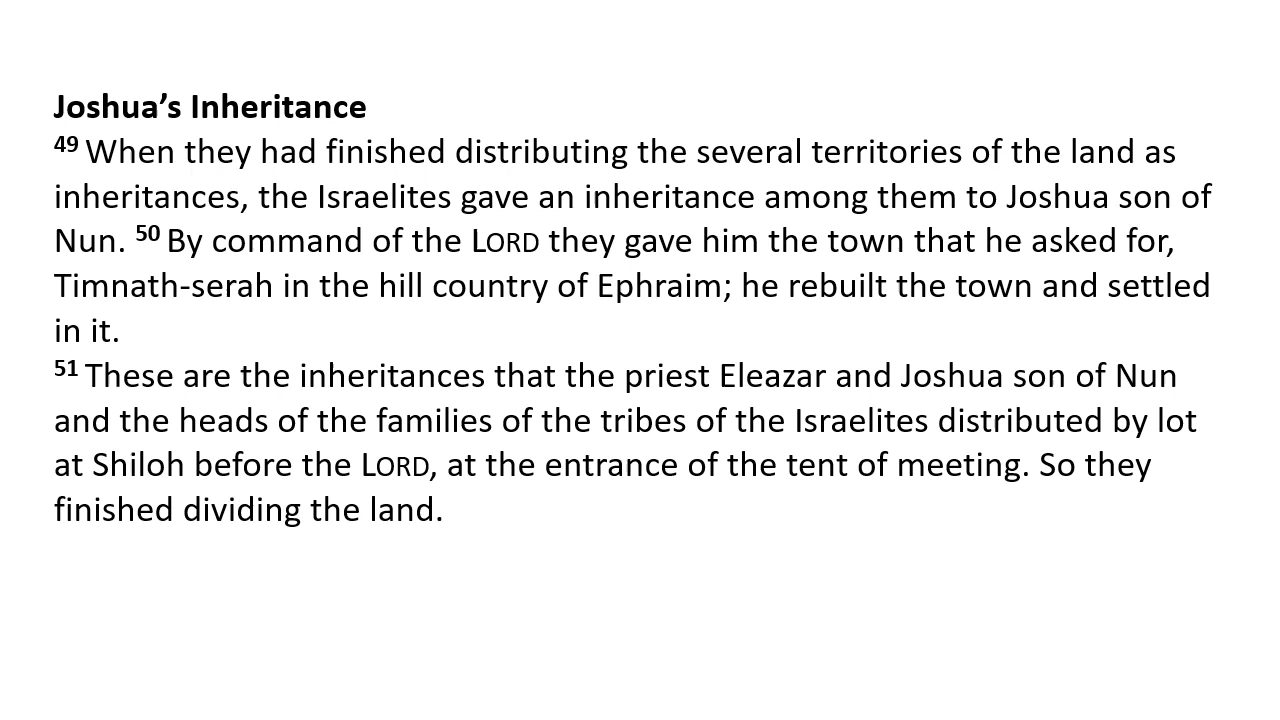 Joshua’s Inheritance
49 When they had finished distributing the several territories of the land as
inheritances, the Israelites gave an inheritance among them to Joshua son of
Nun. 50 By command of the LORD they gave him the town that he asked for,
Timnath-serah in the hill country of Ephraim; he rebuilt the town and settled
in it.
51 These are the inheritances that the priest Eleazar and Joshua son of Nun
and the heads of the families of the tribes of the Israelites distributed by lot
at Shiloh before the LORD, at the entrance of the tent of meeting. So they
finished dividing the land.